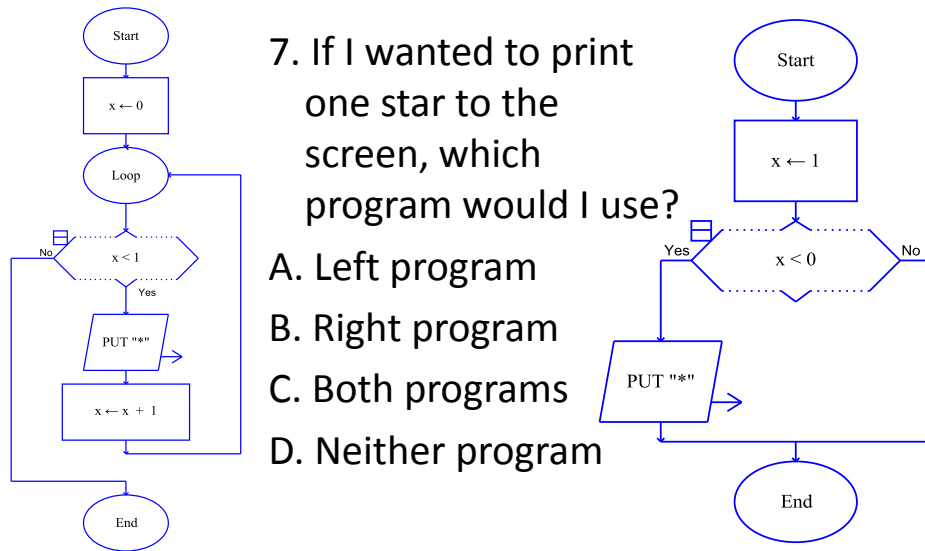 Start
x ← 0
Loop
No
x < 1
Yes
PUT "*"
x ← x + 1
End
7. If I wanted to print
one star to the
screen, which
program would I use?
A. Left program
B. Right program
C. Both programs
D. Neither program
Start
x ← 1
Yes
x < 0
No
PUT "*"
End